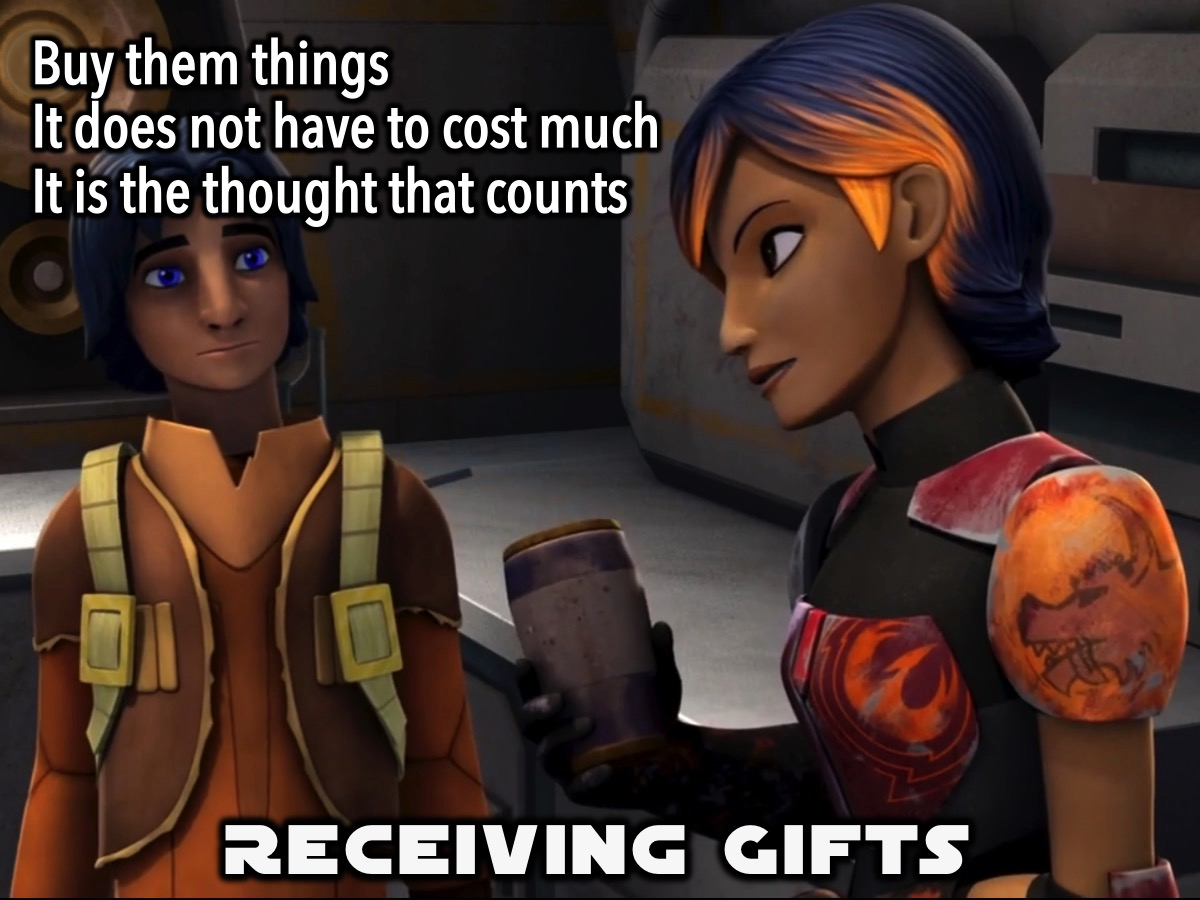 Buy them things
It does not have to cost much
It is the thought that counts
RECEIVING GIFTS